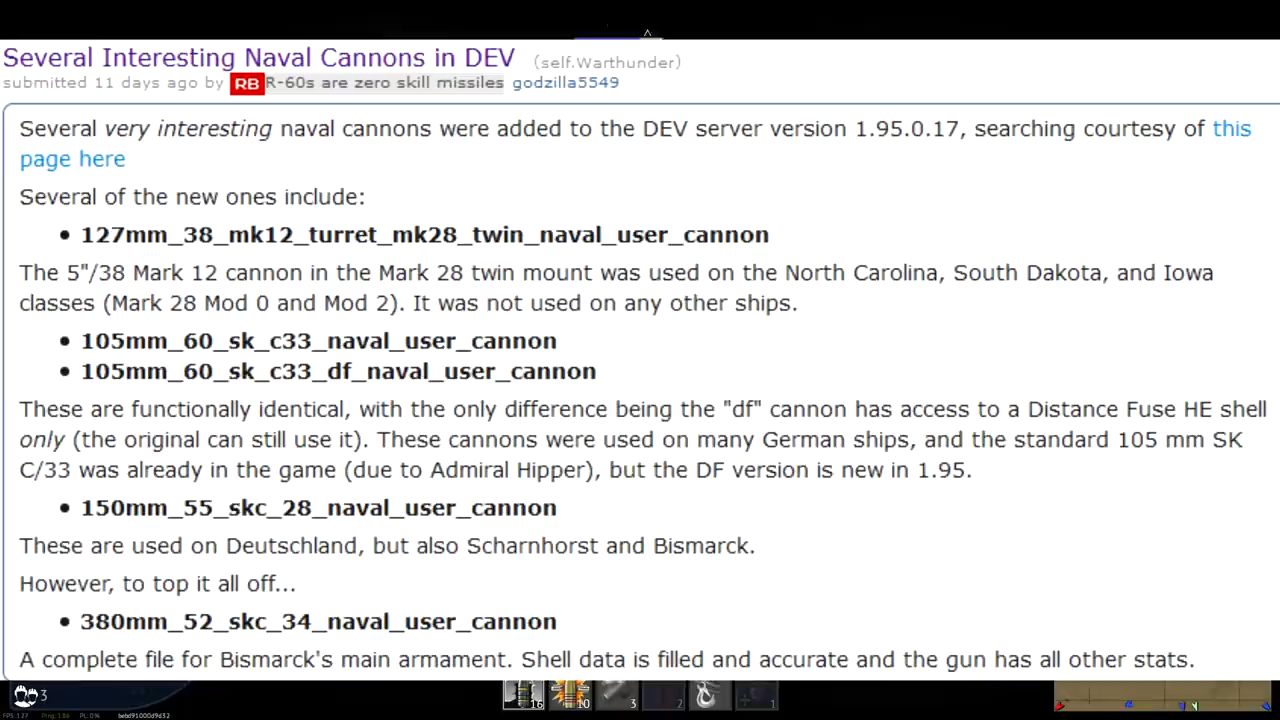 Several Interesting Naval Cannons in DEV (self.Warthunder)
submitted 11 days ago by RB R-60s are zero skill missiles godzilla5549
Several very interesting naval cannons were added to the DEV server version 1.95.0.17, searching courtesy of this
page here
Several of the new ones include:
• 127mm_38_mk12_turret_mk28_twin_naval_user_cannon
The 5"/38 Mark 12 cannon in the Mark 28 twin mount was used on the North Carolina, South Dakota, and Iowa
classes (Mark 28 Mod 0 and Mod 2). It was not used on any other ships.
• 105mm_60_sk_c33_naval_user_cannon
• 105mm_60_sk_c33_df_naval_user_cannon
These are functionally identical, with the only difference being the "df" cannon has access to a Distance Fuse HE shell
only (the original can still use it). These cannons were used on many German ships, and the standard 105 mm SK
C/33 was already in the game (due to Admiral Hipper), but the DF version is new in 1.95.
• 150mm_55_skc_28_naval_user_cannon
These are used on Deutschland, but also Scharnhorst and Bismarck.
However, to top it all off...
• 380mm_52_skc_34_naval_user_cannon
A complete file for Bismarck's main armament. Shell data is filled and accurate and the gun has all other stats.
3 16 10 3 2 1